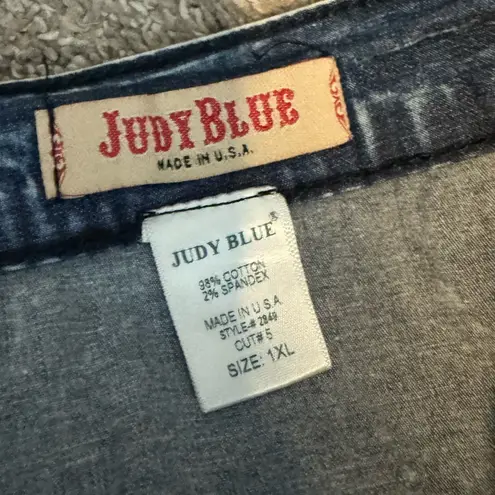 JUDY BLUE
MADE IN U.S.A.
JUDY BLUE®
98% COTTON
2% SPANDEX
MADE IN U.S.A
STYLE# 2849
CUT# 5
SIZE: 1XL